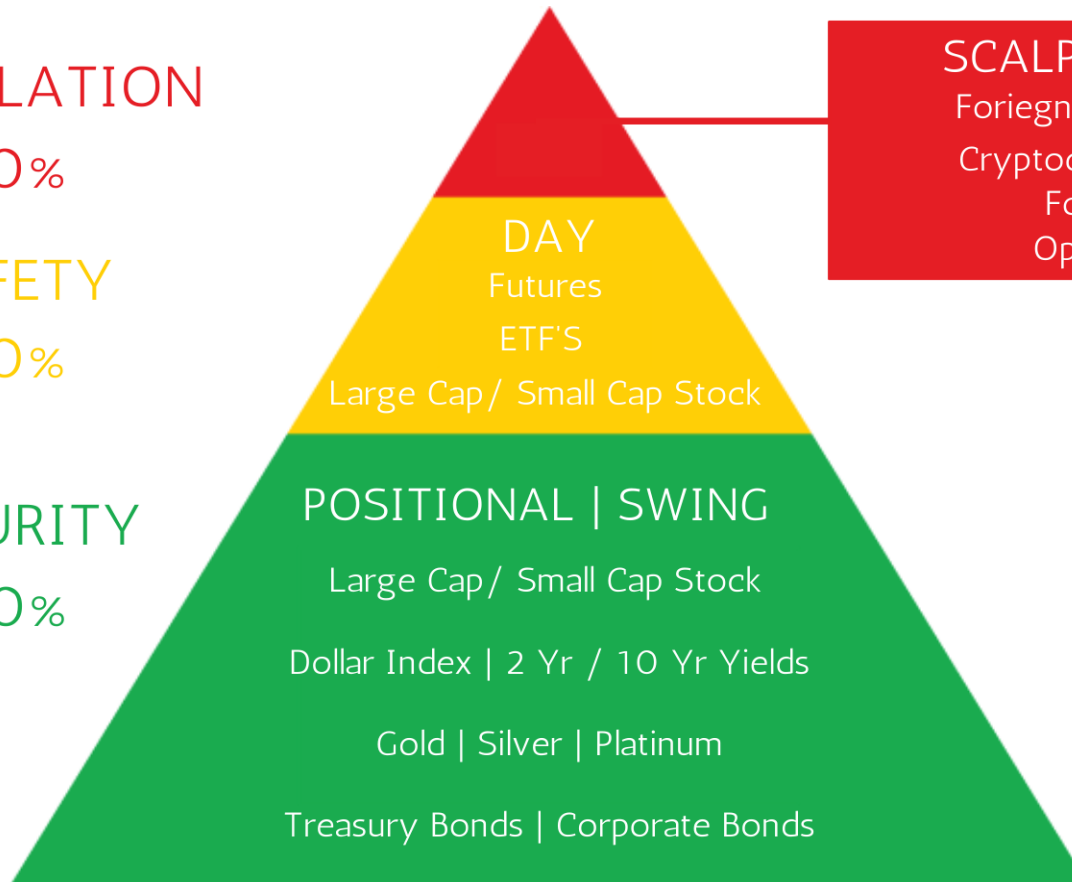 LATION
0%
FETY
0%
URITY
0%
SCALP
Foriegn
Cryptoc
Fo
Op
DAY
Futures
ETF'S
Large Cap/ Small Cap Stock
POSITIONAL | SWING
Large Cap/ Small Cap Stock
Dollar Index | 2 Yr / 10 Yr Yields
Gold | Silver | Platinum
Treasury Bonds | Corporate Bonds